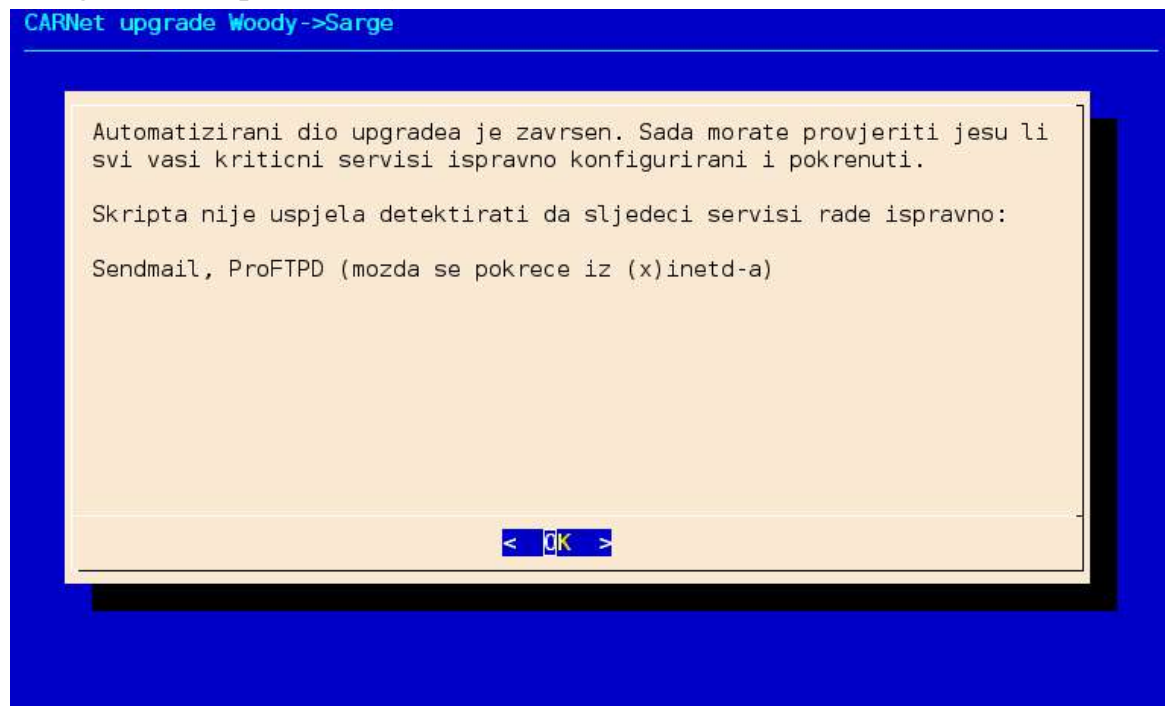 CARNet upgrade Woody->Sarge
Automatizirani dio upgradea je zavrsen. Sada morate provjeriti jesu li
svi vasi kriticni servisi ispravno konfigurirani i pokrenuti.
Skripta nije uspjela detektirati da sljedeci servisi rade ispravno:
Sendmail, ProFTPD (mozda se pokrece iz (x)inetd-a)
<  OK  >